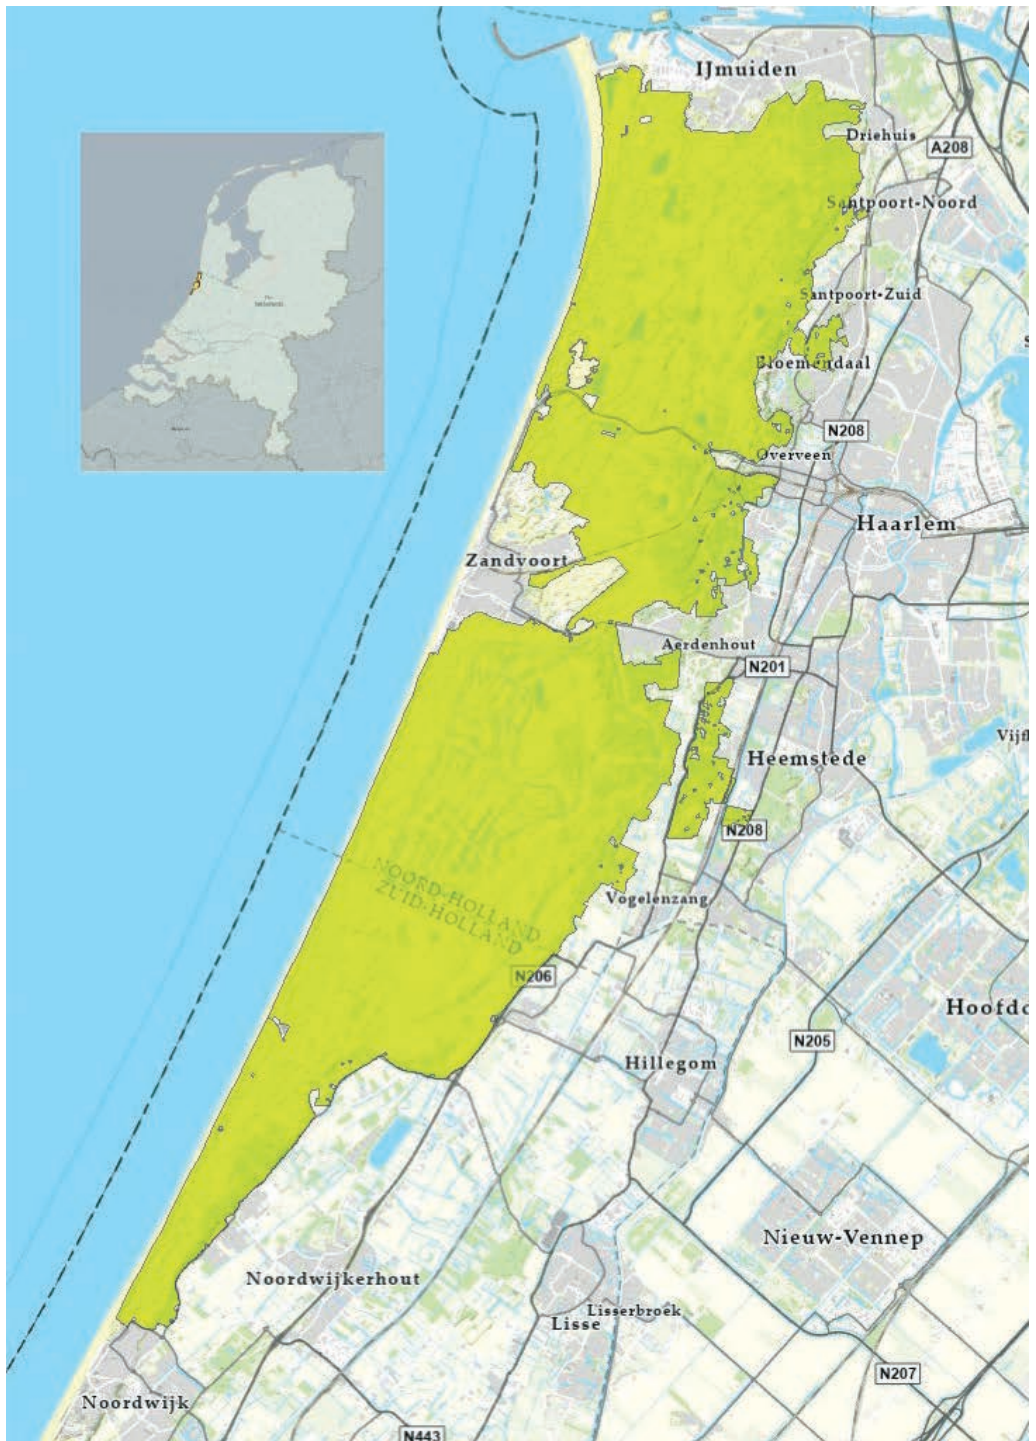 IJmuiden
Driehuis
A208
Santpoort-Noord
Santpoort-Zuid
Bloemendaal
N208
Overveen
Haarlem
Zandvoort
Aerdenhout
N201
Heemstede
N208
NOORD-HOLLAND
ZUID-HOLLAND
Vogelenzang
N206
Hoofdd
N205
Hillegom
Nieuw-Vennep
Noordwijkerhout
Lisserbroek
Lisse
N207
Noordwijk
N443